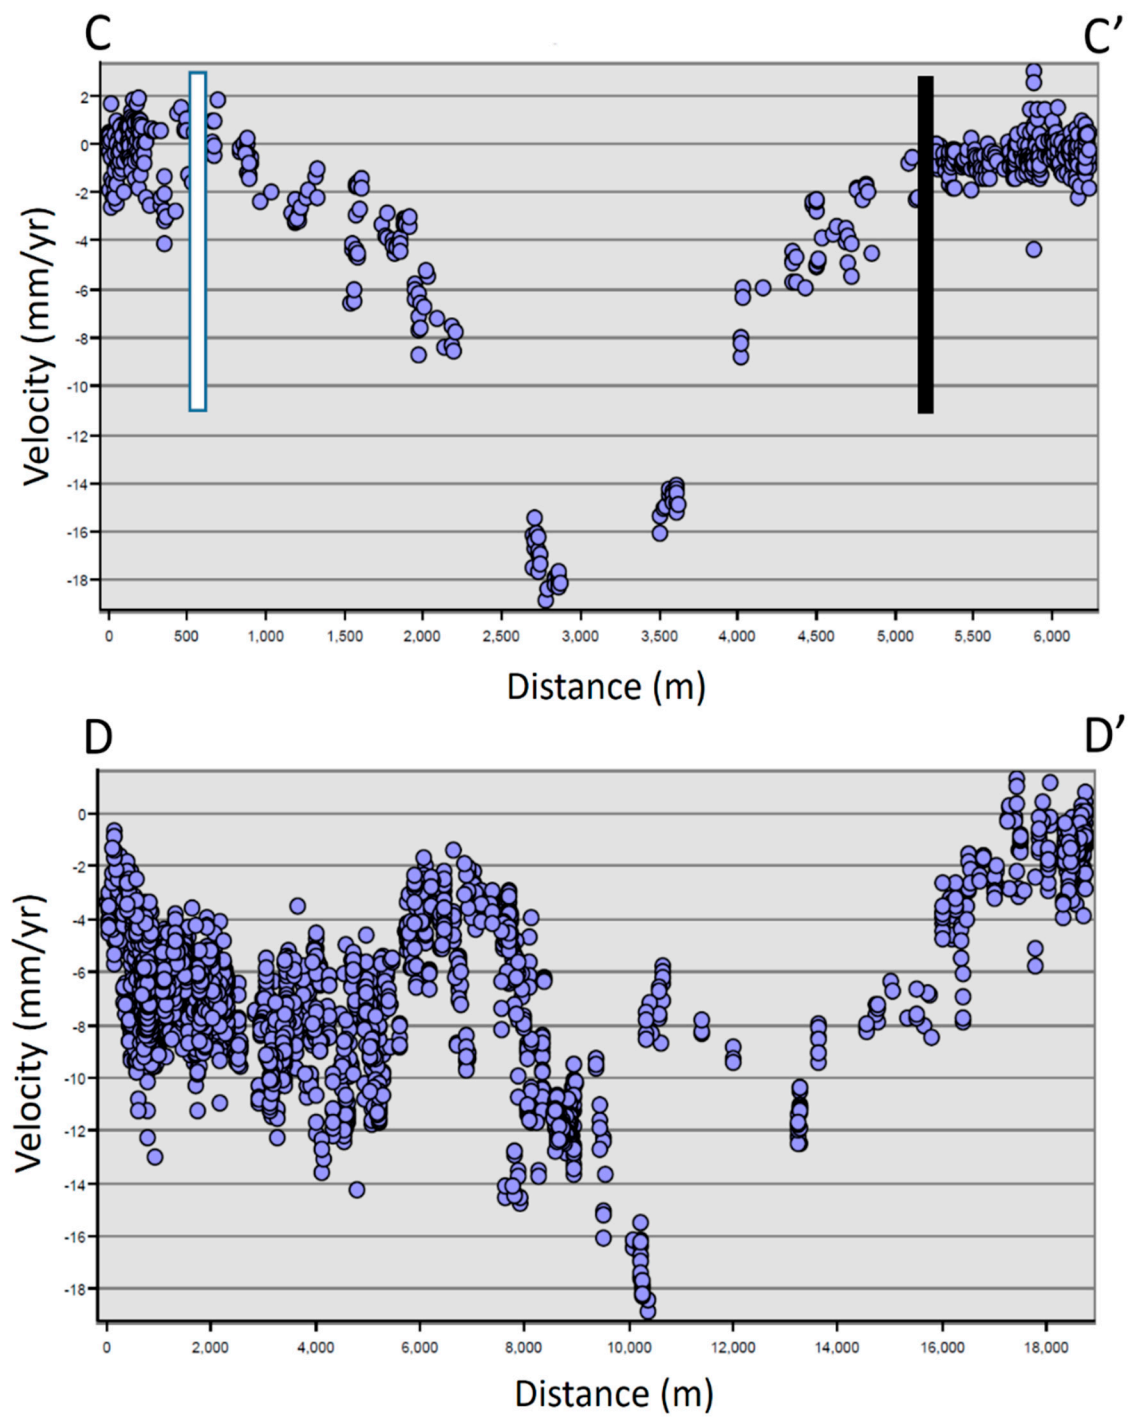 C C’
Velocity (mm/yr)
2
0
-2
-4
-6
-8
-10
-12
-14
-16
-18
0 500 1,000 1,500 2,000 2,500 3,000 3,500 4,000 4,500 5,000 5,500 6,000
Distance (m)
D D’
Velocity (mm/yr)
0
-2
-4
-6
-8
-10
-12
-14
-16
-18
0 2,000 4,000 6,000 8,000 10,000 12,000 14,000 16,000 18,000
Distance (m)